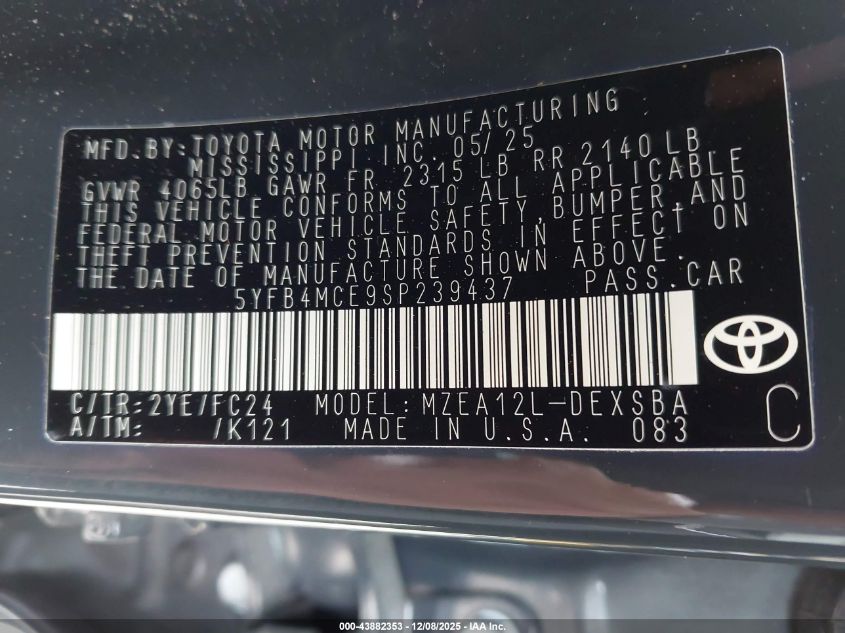 MFD.BY:TOYOTA MOTOR MANUFACTURING
MISSISSIPPI INC. 05/25
GVWR 4065LB GAWR FR 2315 LB RR 2140 LB
THIS VEHICLE CONFORMS TO ALL APPLICABLE
FEDERAL MOTOR VEHICLE SAFETY,BUMPER,AND
THEFT PREVENTION STANDARDS IN EFFECT ON
THE DATE OF MANUFACTURE SHOWN ABOVE.
5YFB4MCE9SP239437 PASS.CAR
C/TR:2YE/FC24 MODEL:MZEA12L-DEXSBA
A/TM: /K121 MADE IN U.S.A. 083
C
000-43882353 - 12/08/2025 - IAA Inc.